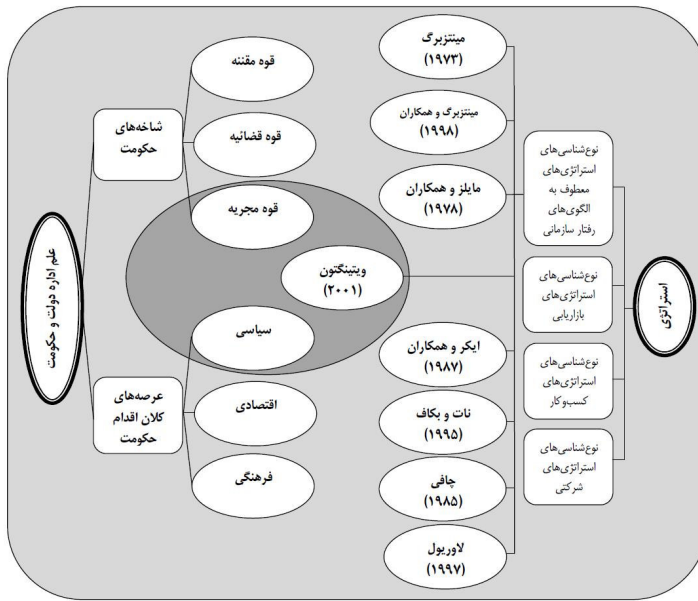 استراتژی
نوع‌شناسی‌های
استراتژی‌های
معطوف به
الگوی‌های
رفتار سازمانی
نوع‌شناسی‌های
استراتژی‌های
بازاریابی
نوع‌شناسی‌های
استراتژی‌های
کسب‌وکار
نوع‌شناسی‌های
استراتژی‌های
شرکتی
مینتزبرگ
(۱۹۷۳)
مینتزبرگ و همکاران
(۱۹۹۸)
مایلز و همکاران
(۱۹۷۸)
ویتینگتون
(۲۰۰۱)
ایکر و همکاران
(۱۹۸۷)
نات و بکاف
(۱۹۹۵)
چافی
(۱۹۸۵)
لاوریول
(۱۹۹۷)
قوه مقننه
قوه قضائیه
قوه مجریه
سیاسی
اقتصادی
فرهنگی
شاخه‌های
حکومت
عرصه‌های
کلان اقدام
حکومت
علم اداره دولت و حکومت